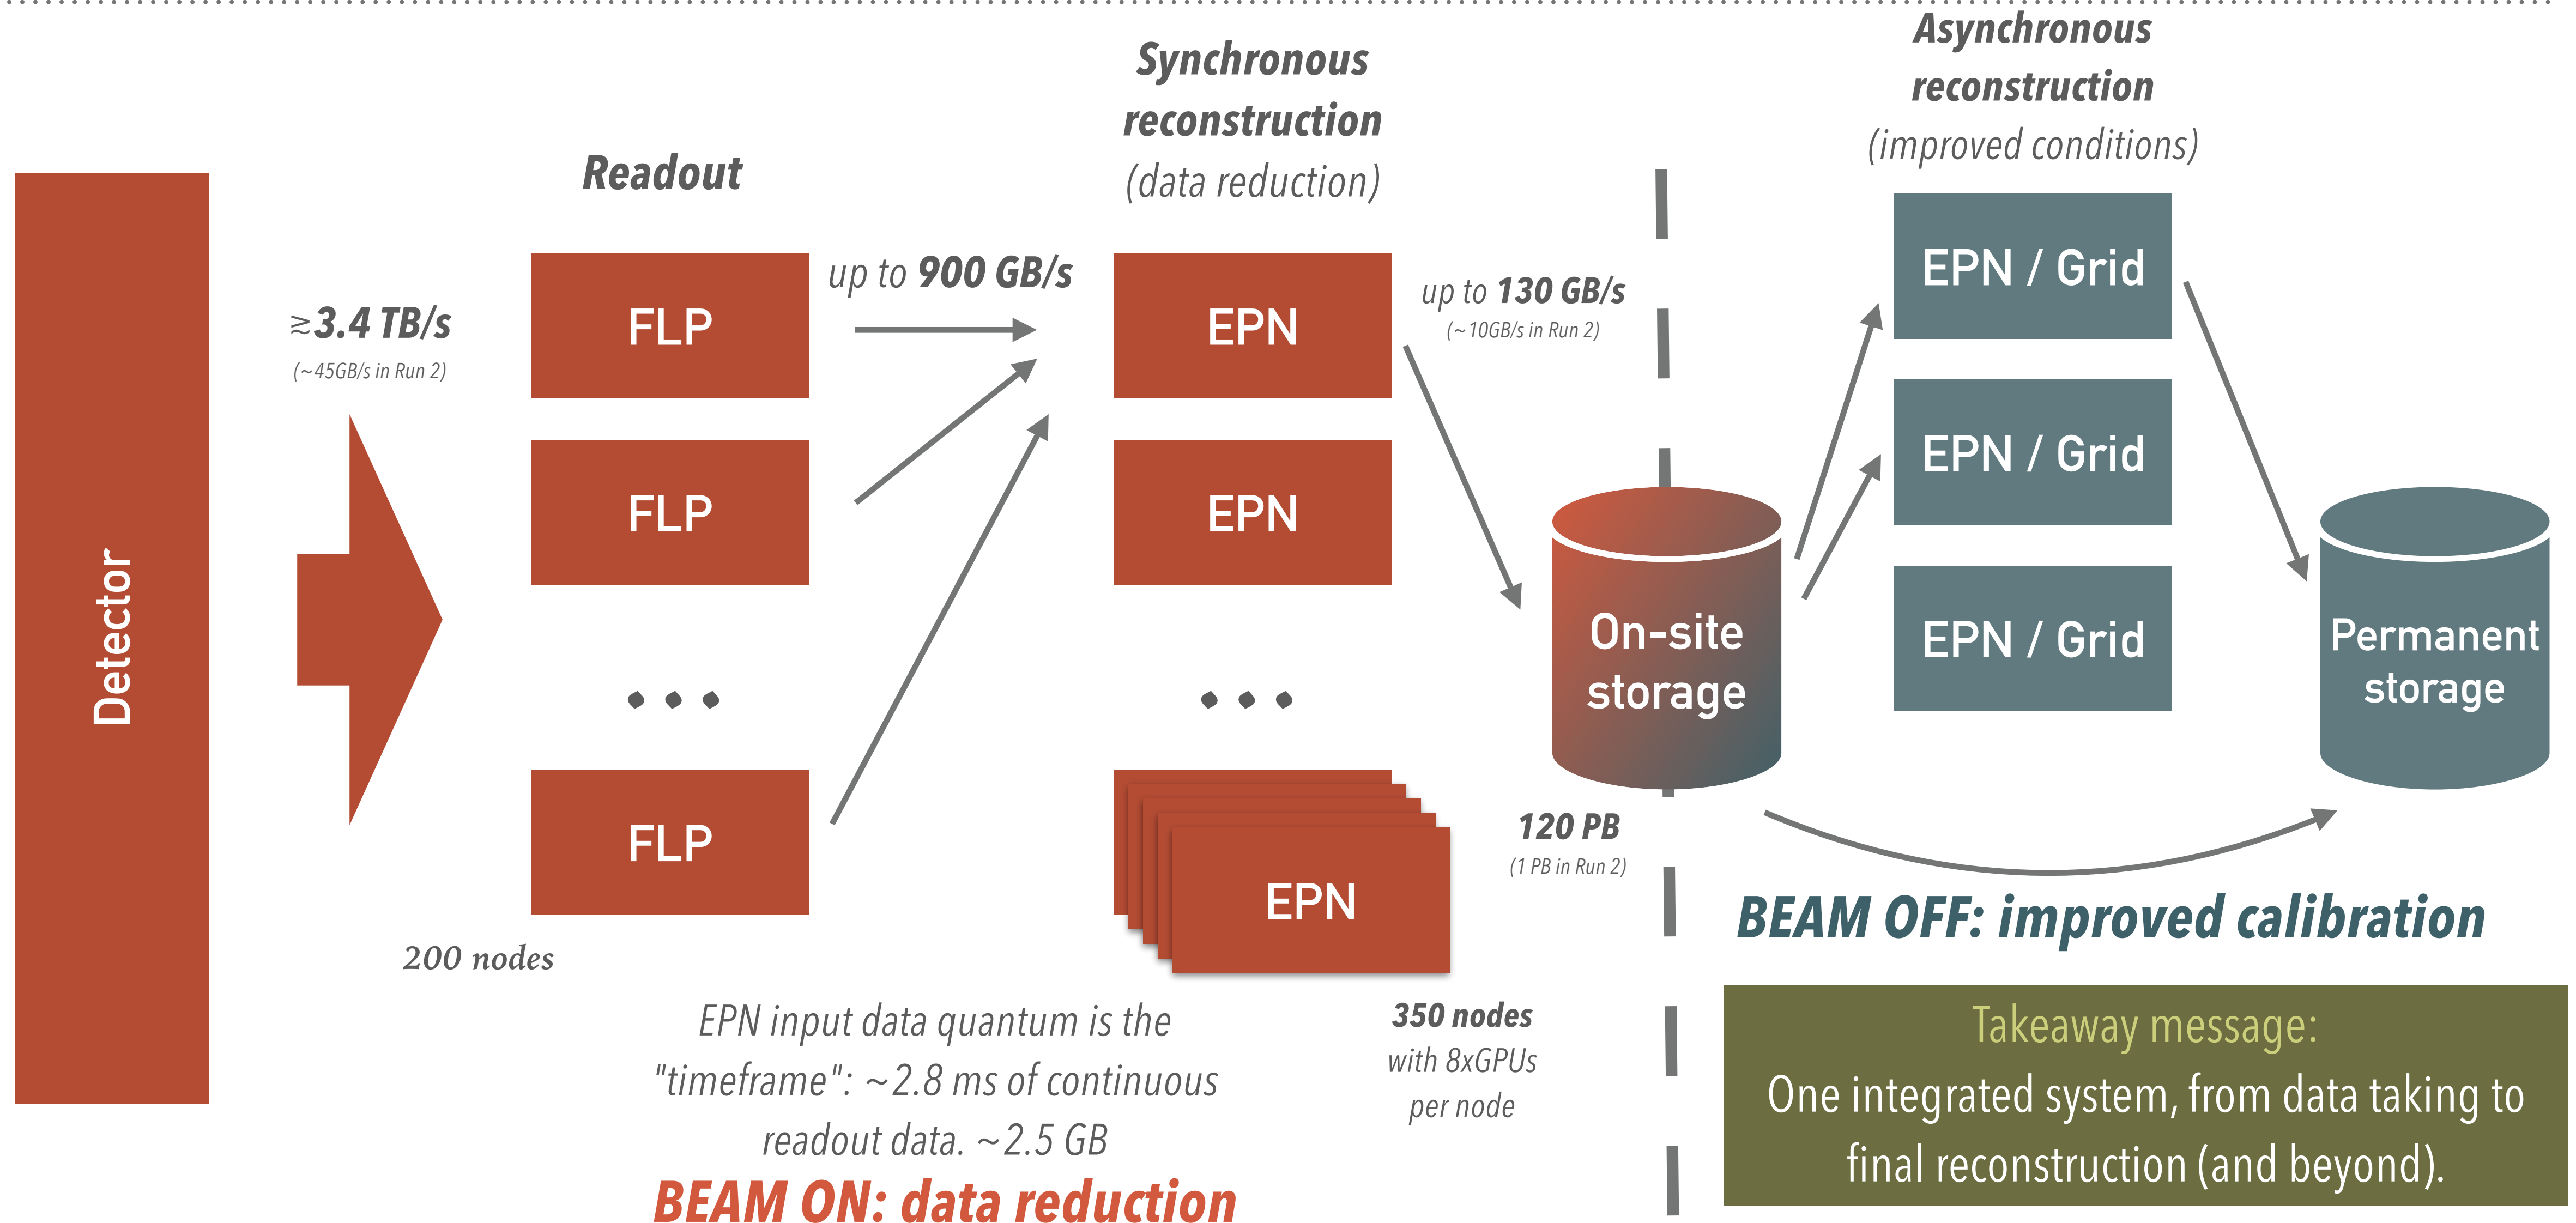 Detector
≳3.4 TB/s
(~45GB/s in Run 2)
Readout
FLP
FLP
...
FLP
200 nodes
up to 900 GB/s
Synchronous
reconstruction
(data reduction)
EPN
EPN
...
EPN
350 nodes
with 8xGPUs
per node
EPN input data quantum is the
"timeframe": ~2.8 ms of continuous
readout data. ~2.5 GB
BEAM ON: data reduction
up to 130 GB/s
(~10GB/s in Run 2)
On-site
storage
120 PB
(1 PB in Run 2)
Asynchronous
reconstruction
(improved conditions)
EPN / Grid
EPN / Grid
EPN / Grid
Permanent
storage
BEAM OFF: improved calibration
Takeaway message:
One integrated system, from data taking to
final reconstruction (and beyond).